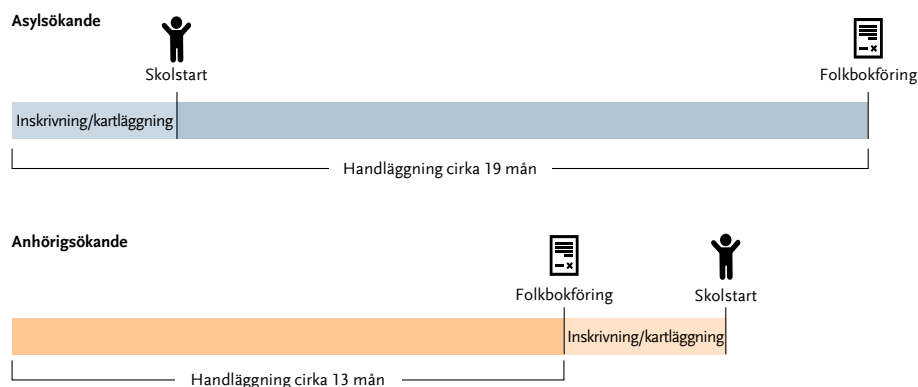 Asylsökande
Skolstart
Folkbokföring
Inskrivning/kartläggning
Handläggning cirka 19 mån
Anhörigsökande
Folkbokföring
Skolstart
Inskrivning/kartläggning
Handläggning cirka 13 mån